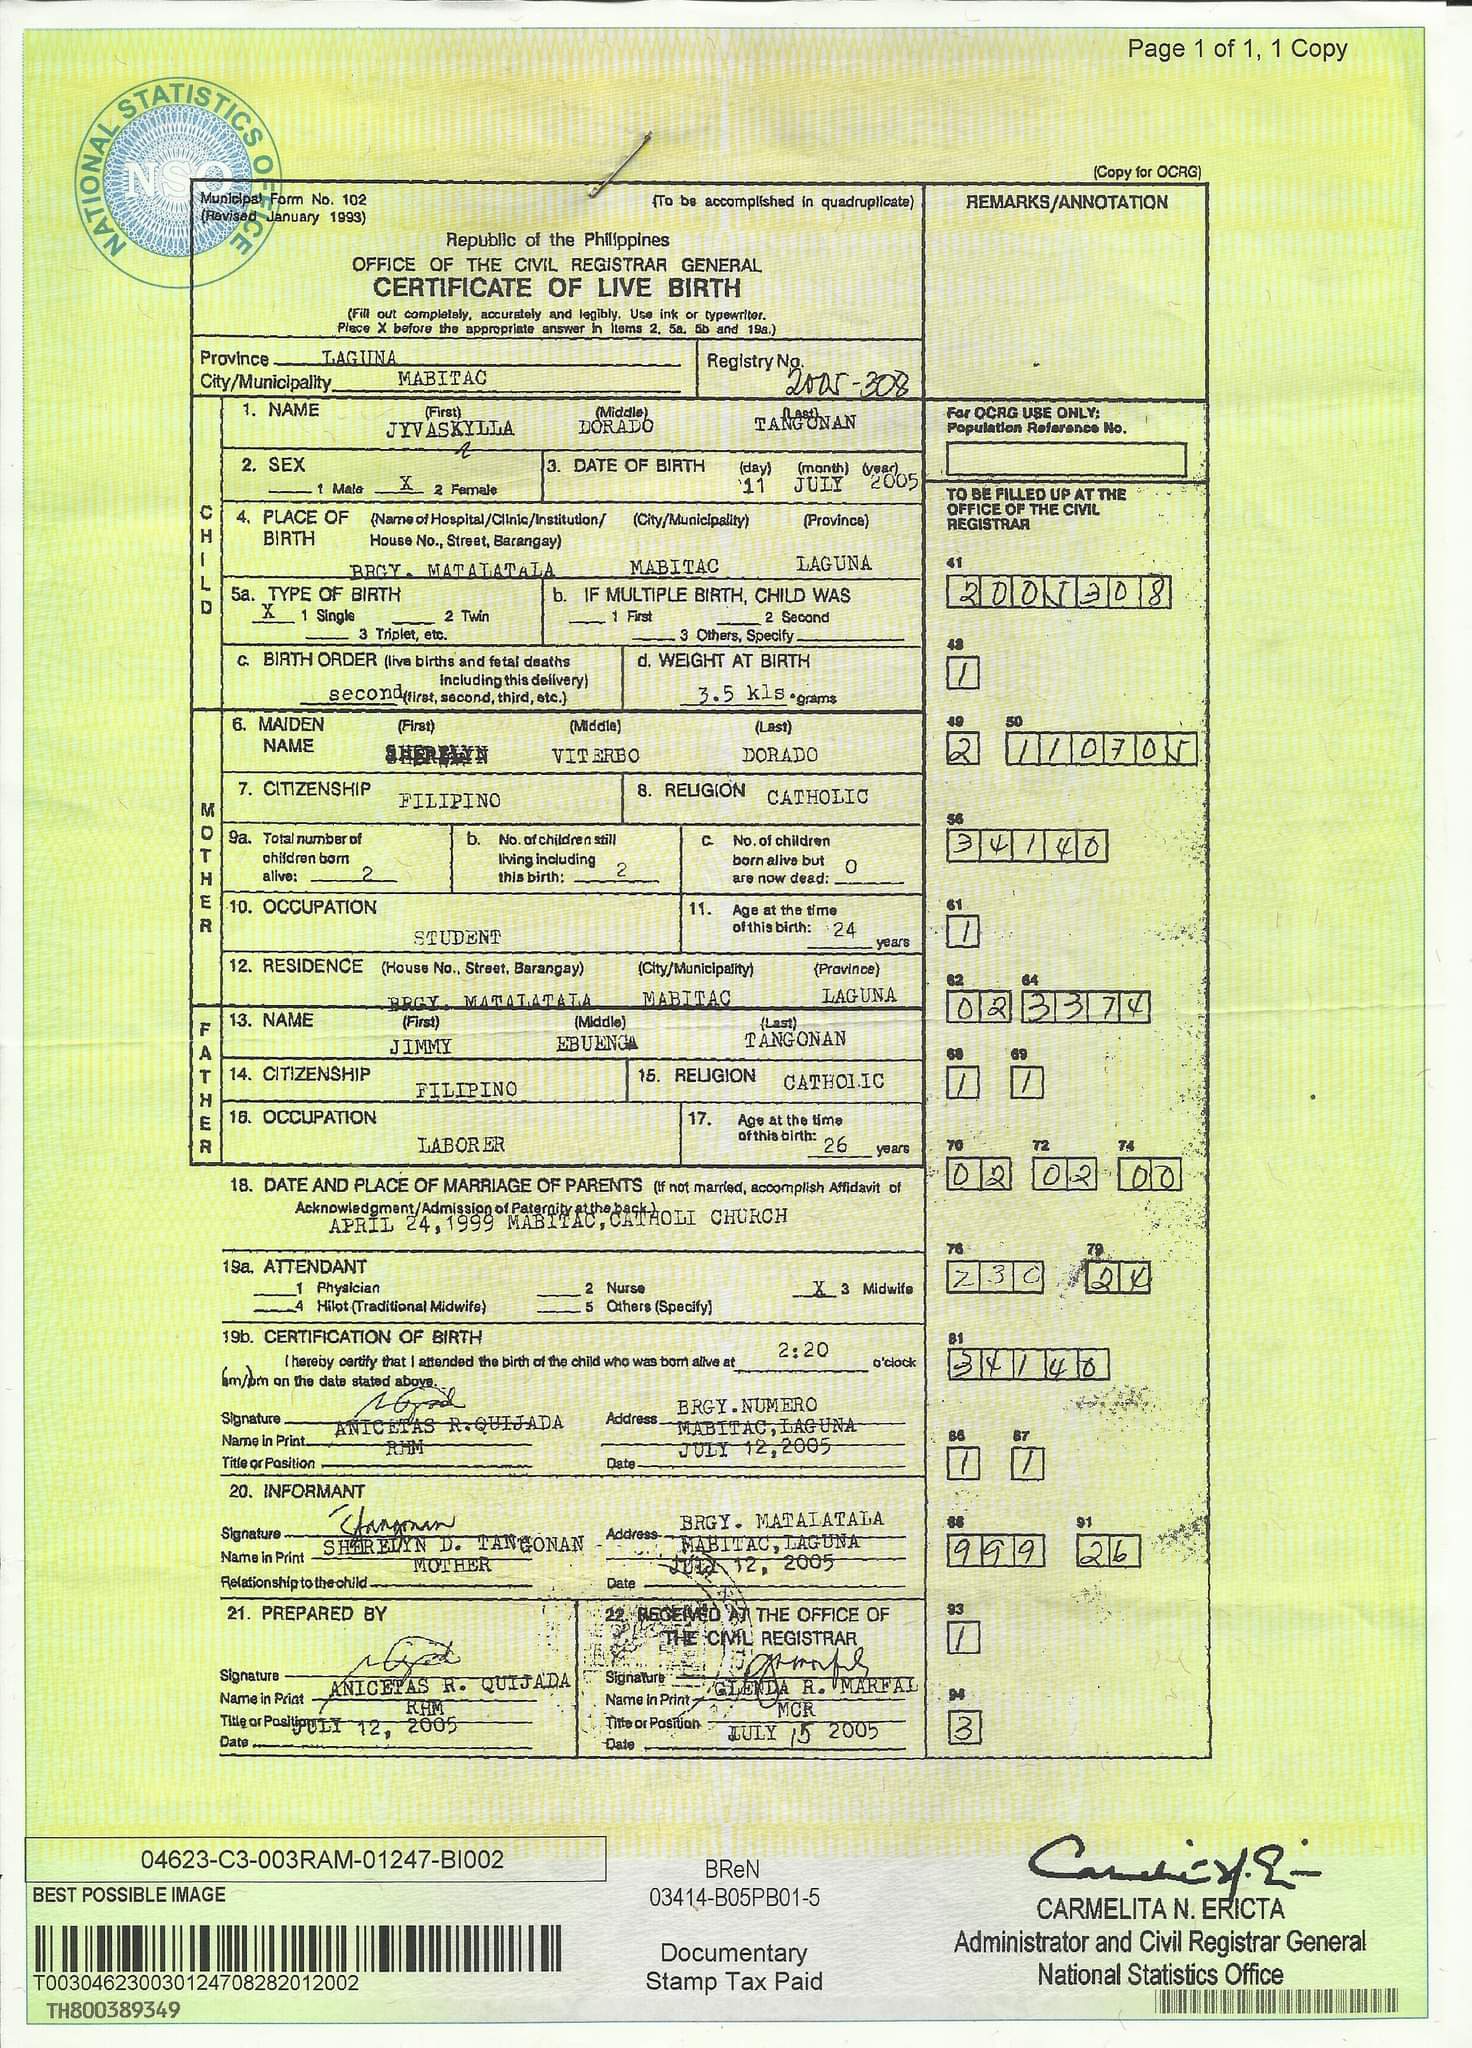 Page 1 of 1, 1 Copy
NATIONAL STATISTICS OFFICE
NSO
(Copy for OCRG)
Municipal Form No. 102
(Revised January 1993)
(To be accomplished in quadruplicate)
REMARKS/ANNOTATION
Republic of the Philippines
OFFICE OF THE CIVIL REGISTRAR GENERAL
CERTIFICATE OF LIVE BIRTH
(Fill out completely, accurately and legibly. Use ink or typewriter.
Place X before the appropriate answer in Items 2, 5a, 5b and 19a.)
Province LAGUNA
City/Municipality MABITAC
Registry No. 2005-308
CHILD
1. NAME (First) (Middle) (Last)
JYVASKYLLA DORADO TANGONAN
For OCRG USE ONLY:
Population Reference No.
2. SEX
1 Male X 2 Female
3. DATE OF BIRTH (day) (month) (year)
11 JULY 2005
TO BE FILLED UP AT THE
OFFICE OF THE CIVIL
REGISTRAR
4. PLACE OF BIRTH (Name of Hospital/Clinic/Institution/ (City/Municipality) (Province)
House No., Street, Barangay)
BRGY. MATALATALA MABITAC LAGUNA
41
2005308
5a. TYPE OF BIRTH
X 1 Single 2 Twin
3 Triplet, etc.
b. IF MULTIPLE BIRTH, CHILD WAS
1 First 2 Second
3 Others, Specify
48
1
c. BIRTH ORDER (live births and fetal deaths
including this delivery)
second (first, second, third, etc.)
d. WEIGHT AT BIRTH
3.5 kls. grams
MOTHER
6. MAIDEN NAME (First) (Middle) (Last)
SHERELYN VITERBO DORADO
49 50
2 110705
7. CITIZENSHIP FILIPINO
8. RELIGION CATHOLIC
56
34140
9a. Total number of
children born
alive: 2
b. No. of children still
living including
this birth: 2
c. No. of children
born alive but
are now dead: 0
10. OCCUPATION
STUDENT
11. Age at the time
of this birth: 24 years
61
1
12. RESIDENCE (House No., Street, Barangay) (City/Municipality) (Province)
BRGY. MATALATALA MABITAC LAGUNA
62 64
02 3374
FATHER
13. NAME (First) (Middle) (Last)
JIMMY EBUENGA TANGONAN
68 69
1 1
14. CITIZENSHIP FILIPINO
15. RELIGION CATHOLIC
16. OCCUPATION
LABORER
17. Age at the time
of this birth: 26 years
70 72 74
02 02 00
18. DATE AND PLACE OF MARRIAGE OF PARENTS (If not married, accomplish Affidavit of
Acknowledgment/Admission of Paternity at the back.)
APRIL 24,1999 MABITAC,CATHOLI CHURCH
76 79
230 24
19a. ATTENDANT
1 Physician 2 Nurse X 3 Midwife
4 Hilot (Traditional Midwife) 5 Others (Specify)
19b. CERTIFICATION OF BIRTH
I hereby certify that I attended the birth of the child who was born alive at 2:20 o'clock
am/pm on the date stated above.
81
34140
Signature
Name in Print ANICETAS R.QUIJADA
Title or Position RHM
Address BRGY.NUMERO
MABITAC,LAGUNA
Date JULY 12,2005
86 87
1 1
20. INFORMANT
Signature
Name in Print SHERELYN D. TANGONAN
Relationship to the child MOTHER
Address BRGY. MATALATALA
MABITAC,LAGUNA
Date JULY 12, 2005
88 91
999 26
21. PREPARED BY
Signature
Name in Print ANICETAS R. QUIJADA
Title or Position RHM
Date JULY 12, 2005
22. RECEIVED AT THE OFFICE OF
THE CIVIL REGISTRAR
Signature
Name in Print GLENDA R. MARFAL
Title or Position MCR
Date JULY 15 2005
93
1
94
3
04623-C3-003RAM-01247-BI002
BEST POSSIBLE IMAGE
T003046230030124708282012002
TH800389349
BReN
03414-B05PB01-5
Documentary
Stamp Tax Paid
CARMELITA N. ERICTA
Administrator and Civil Registrar General
National Statistics Office